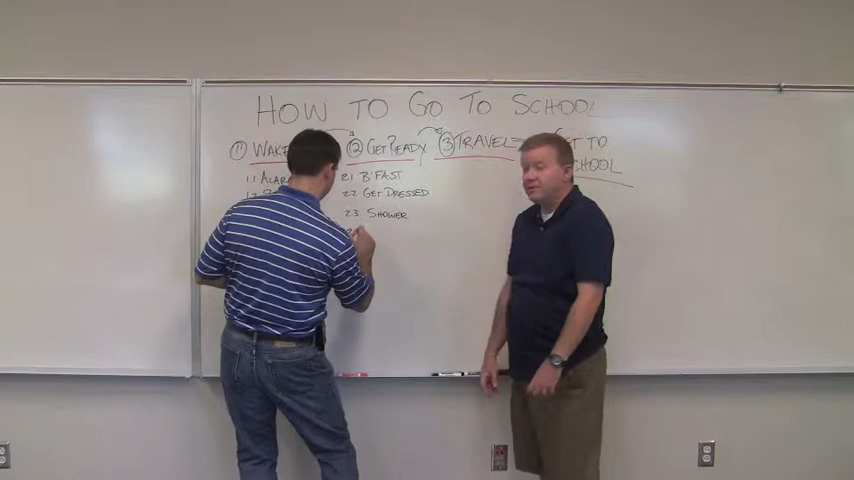 HOW TO GO TO SCHOOL
① WAKE ② GET READY ③ TRAVEL = GET TO
SCHOOL
1.1 ALAR 2.1 B'FAST
2.2 GET DRESSED
2.3 SHOWER